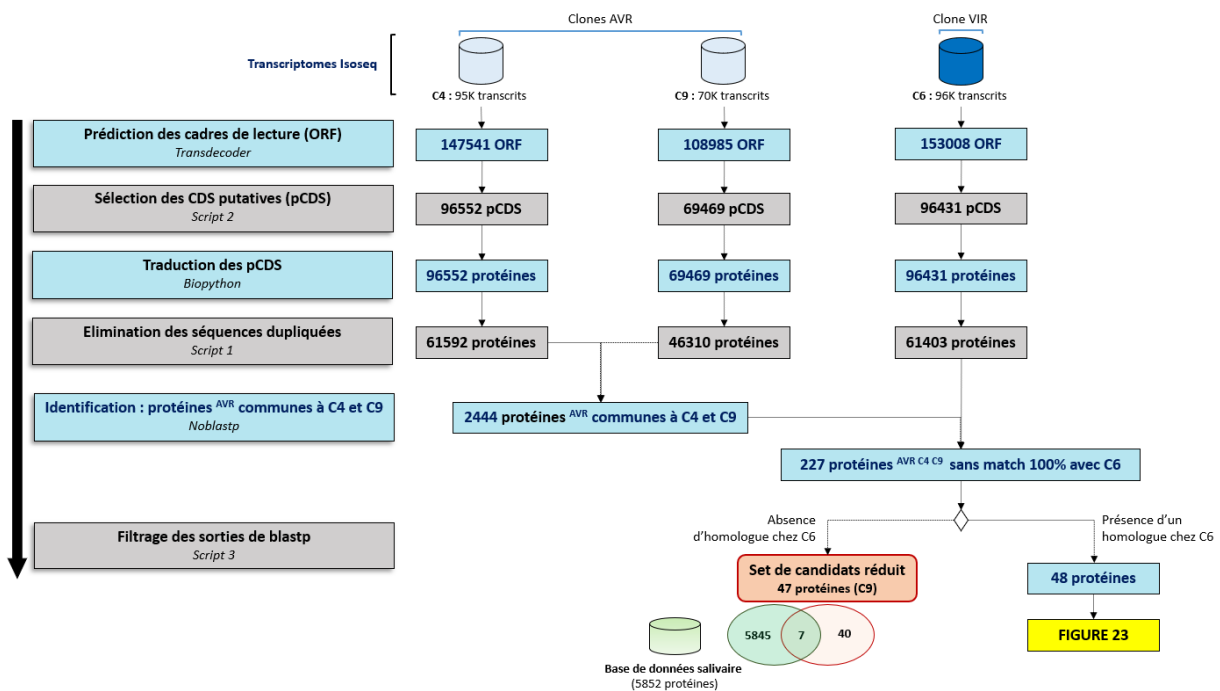 Clones AVR
Clone VIR
Transcriptomes Isoseq
C4 : 95K transcrits
C9 : 70K transcrits
C6 : 96K transcrits
Prédiction des cadres de lecture (ORF)
Transdecoder
147541 ORF
108985 ORF
153008 ORF
Sélection des CDS putatives (pCDS)
Script 2
96552 pCDS
69469 pCDS
96431 pCDS
Traduction des pCDS
Biopython
96552 protéines
69469 protéines
96431 protéines
Elimination des séquences dupliquées
Script 1
61592 protéines
46310 protéines
61403 protéines
Identification : protéines AVR communes à C4 et C9
Noblastp
2444 protéines AVR communes à C4 et C9
227 protéines AVR C4 C9 sans match 100% avec C6
Filtrage des sorties de blastp
Script 3
Absence
d'homologue chez C6
Présence d'un
homologue chez C6
Set de candidats réduit
47 protéines (C9)
48 protéines
5845
7
40
FIGURE 23
Base de données salivaire
(5852 protéines)